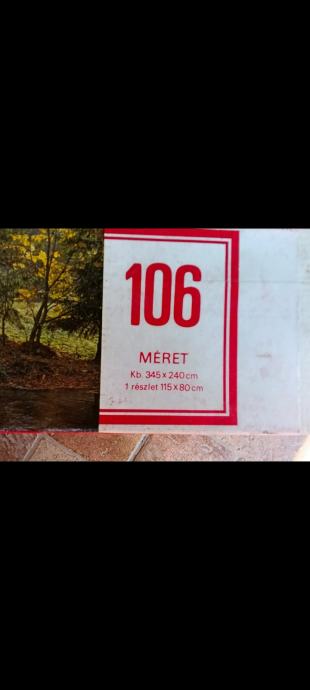 106
MÉRET
Kb. 345 x 240 cm
1 részlet 115 x 80 cm